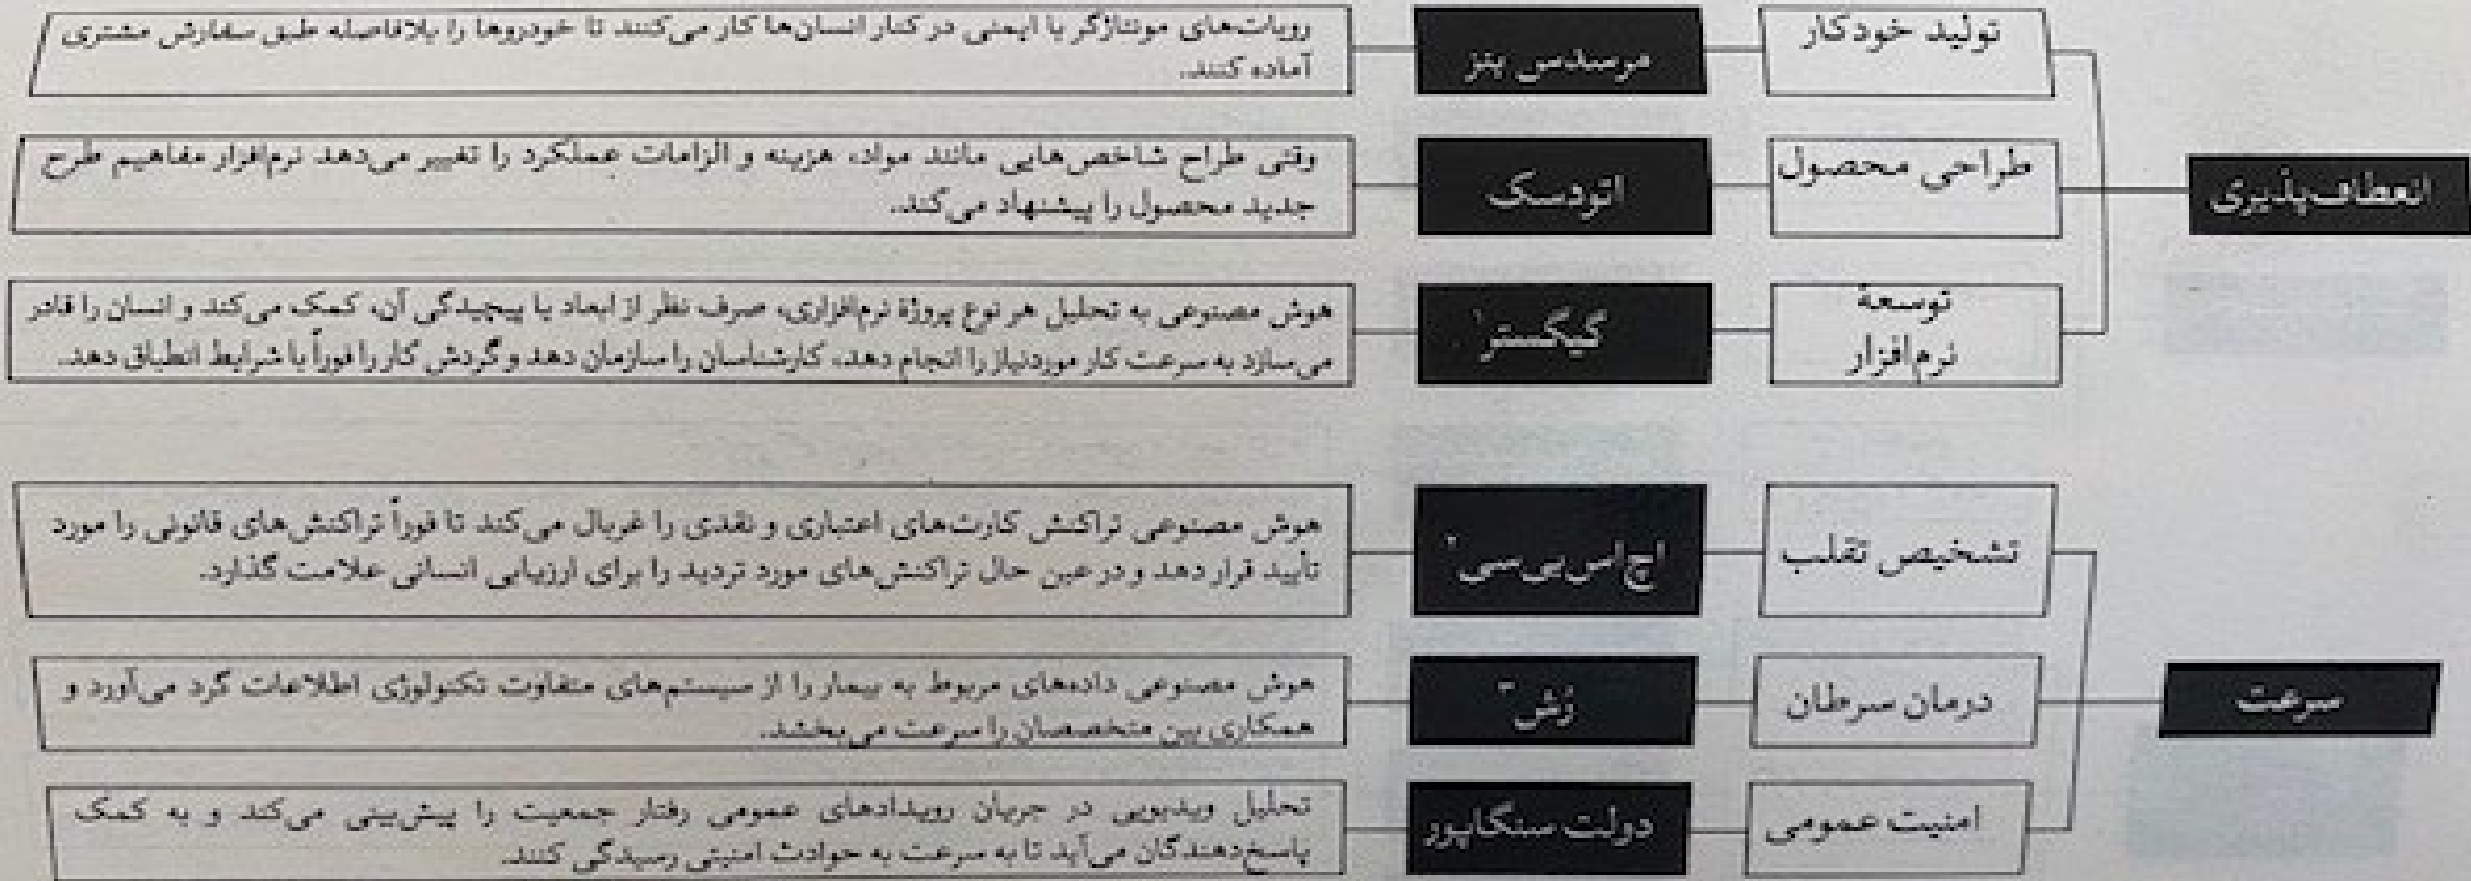 انعطاف‌پذیری
تولید خودکار
مرسدس بنز
روبات‌های مونتاژگر با ایمنی در کنار انسان‌ها کار می‌کنند تا خودروها را بلافاصله طبق سفارش مشتری
آماده کنند.
طراحی محصول
اتودسک
وقتی طراح شاخص‌هایی مانند مواد، هزینه و الزامات عملکرد را تغییر می‌دهد نرم‌افزار مفاهیم طرح
جدید محصول را پیشنهاد می‌کند.
توسعهٔ
نرم‌افزار
گیگستر۱
هوش مصنوعی به تحلیل هر نوع پروژهٔ نرم‌افزاری، صرف نظر از ابعاد یا پیچیدگی آن، کمک می‌کند و انسان را قادر
می‌سازد به سرعت کار موردنیاز را انجام دهد، کارشناسان را سازمان دهد و گردش کار را فوراً با شرایط انطباق دهد.
سرعت
تشخیص تقلب
اچ‌اس‌بی‌سی۲
هوش مصنوعی تراکنش کارت‌های اعتباری و نقدی را غربال می‌کند تا فوراً تراکنش‌های قانونی را مورد
تأیید قرار دهد و در عین حال تراکنش‌های مورد تردید را برای ارزیابی انسانی علامت گذارد.
درمان سرطان
رُش۳
هوش مصنوعی داده‌های مربوط به بیمار را از سیستم‌های متفاوت تکنولوژی اطلاعات گرد می‌آورد و
همکاری بین متخصصان را سرعت می‌بخشد.
امنیت عمومی
دولت سنگاپور
تحلیل ویدیویی در جریان رویدادهای عمومی رفتار جمعیت را پیش‌بینی می‌کند و به کمک
پاسخ‌دهندگان می‌آید تا به سرعت به حوادث امنیتی رسیدگی کنند.